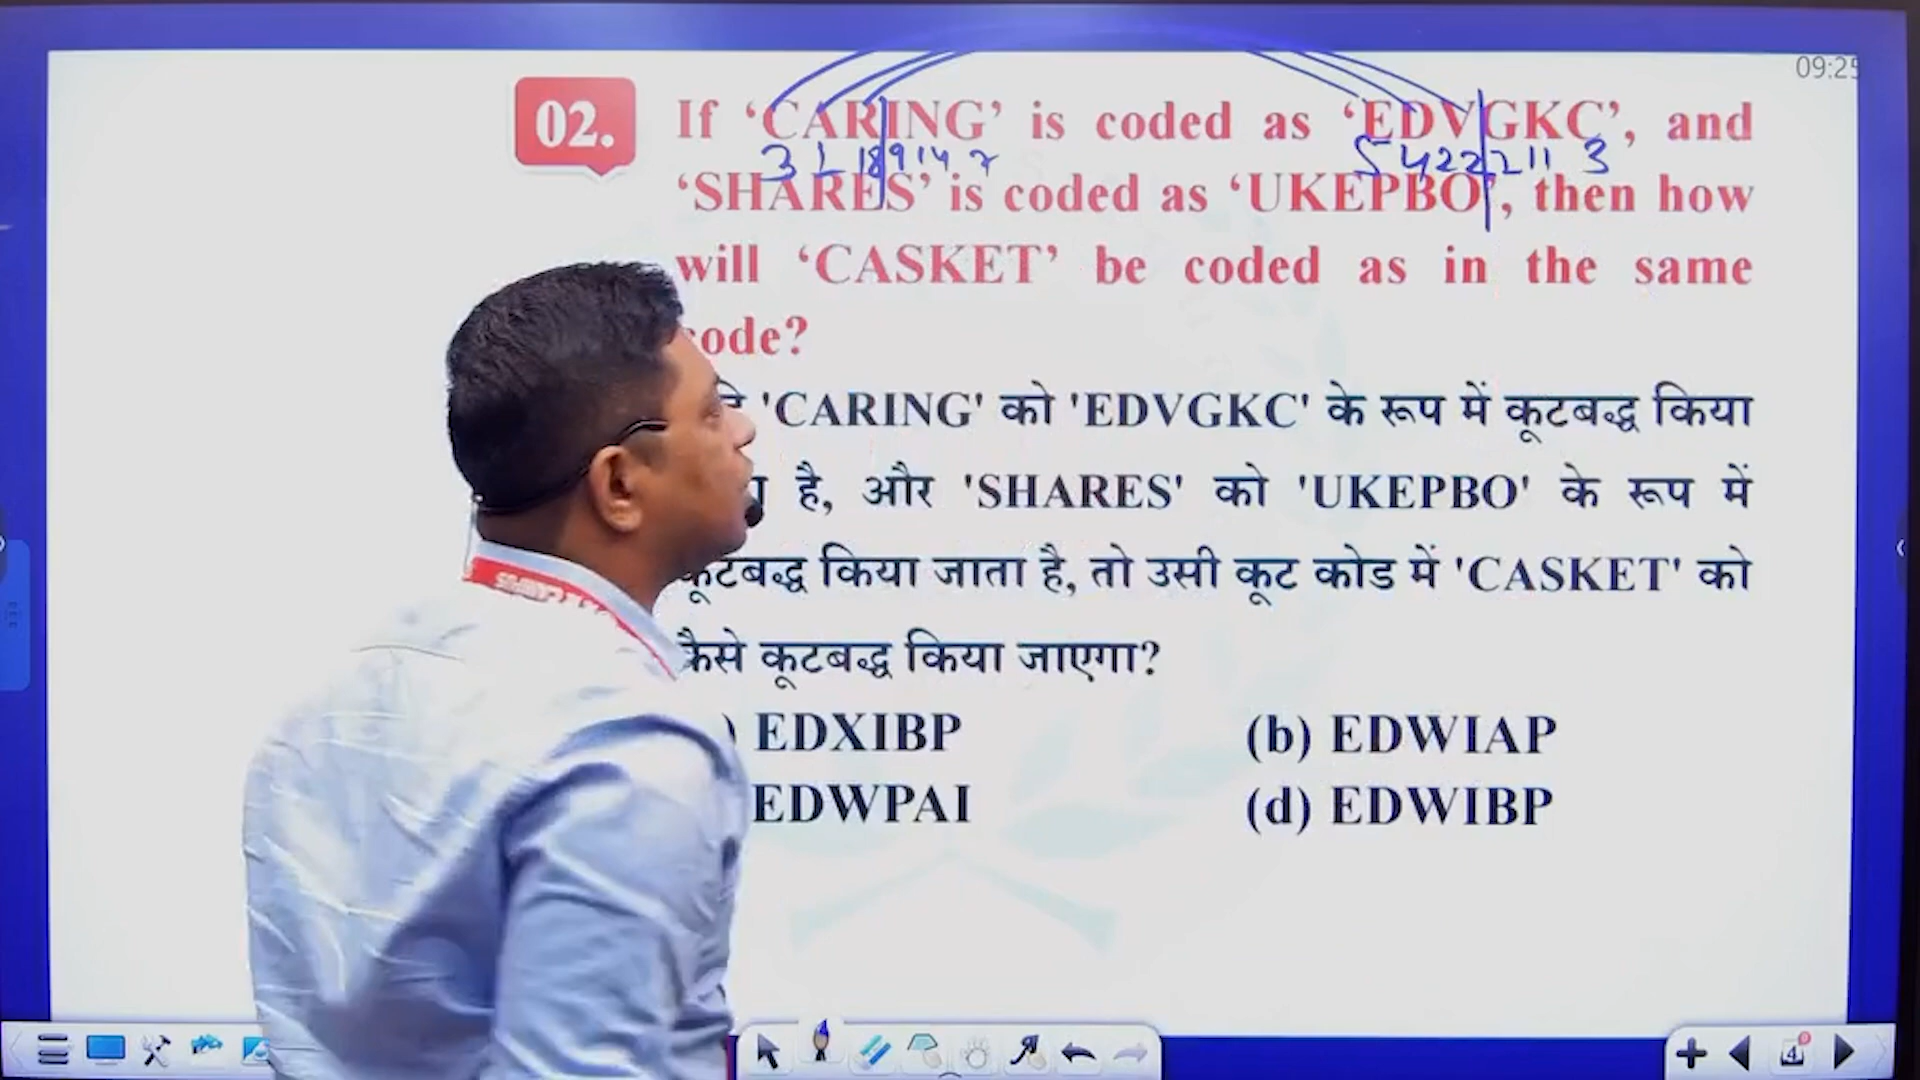 09:25
02. If ‘CARING’ is coded as ‘EDVGKC’, and
3 1 18 9 14 7 5 4 22 11 3
‘SHARES’ is coded as ‘UKEPBO’, then how
will ‘CASKET’ be coded as in the same
ode?
'CARING' को 'EDVGKC' के रूप में कूटबद्ध किया
है, और 'SHARES' को 'UKEPBO' के रूप में
कूटबद्ध किया जाता है, तो उसी कूट कोड में 'CASKET' को
कैसे कूटबद्ध किया जाएगा?
) EDXIBP (b) EDWIAP
EDWPAI (d) EDWIBP
4